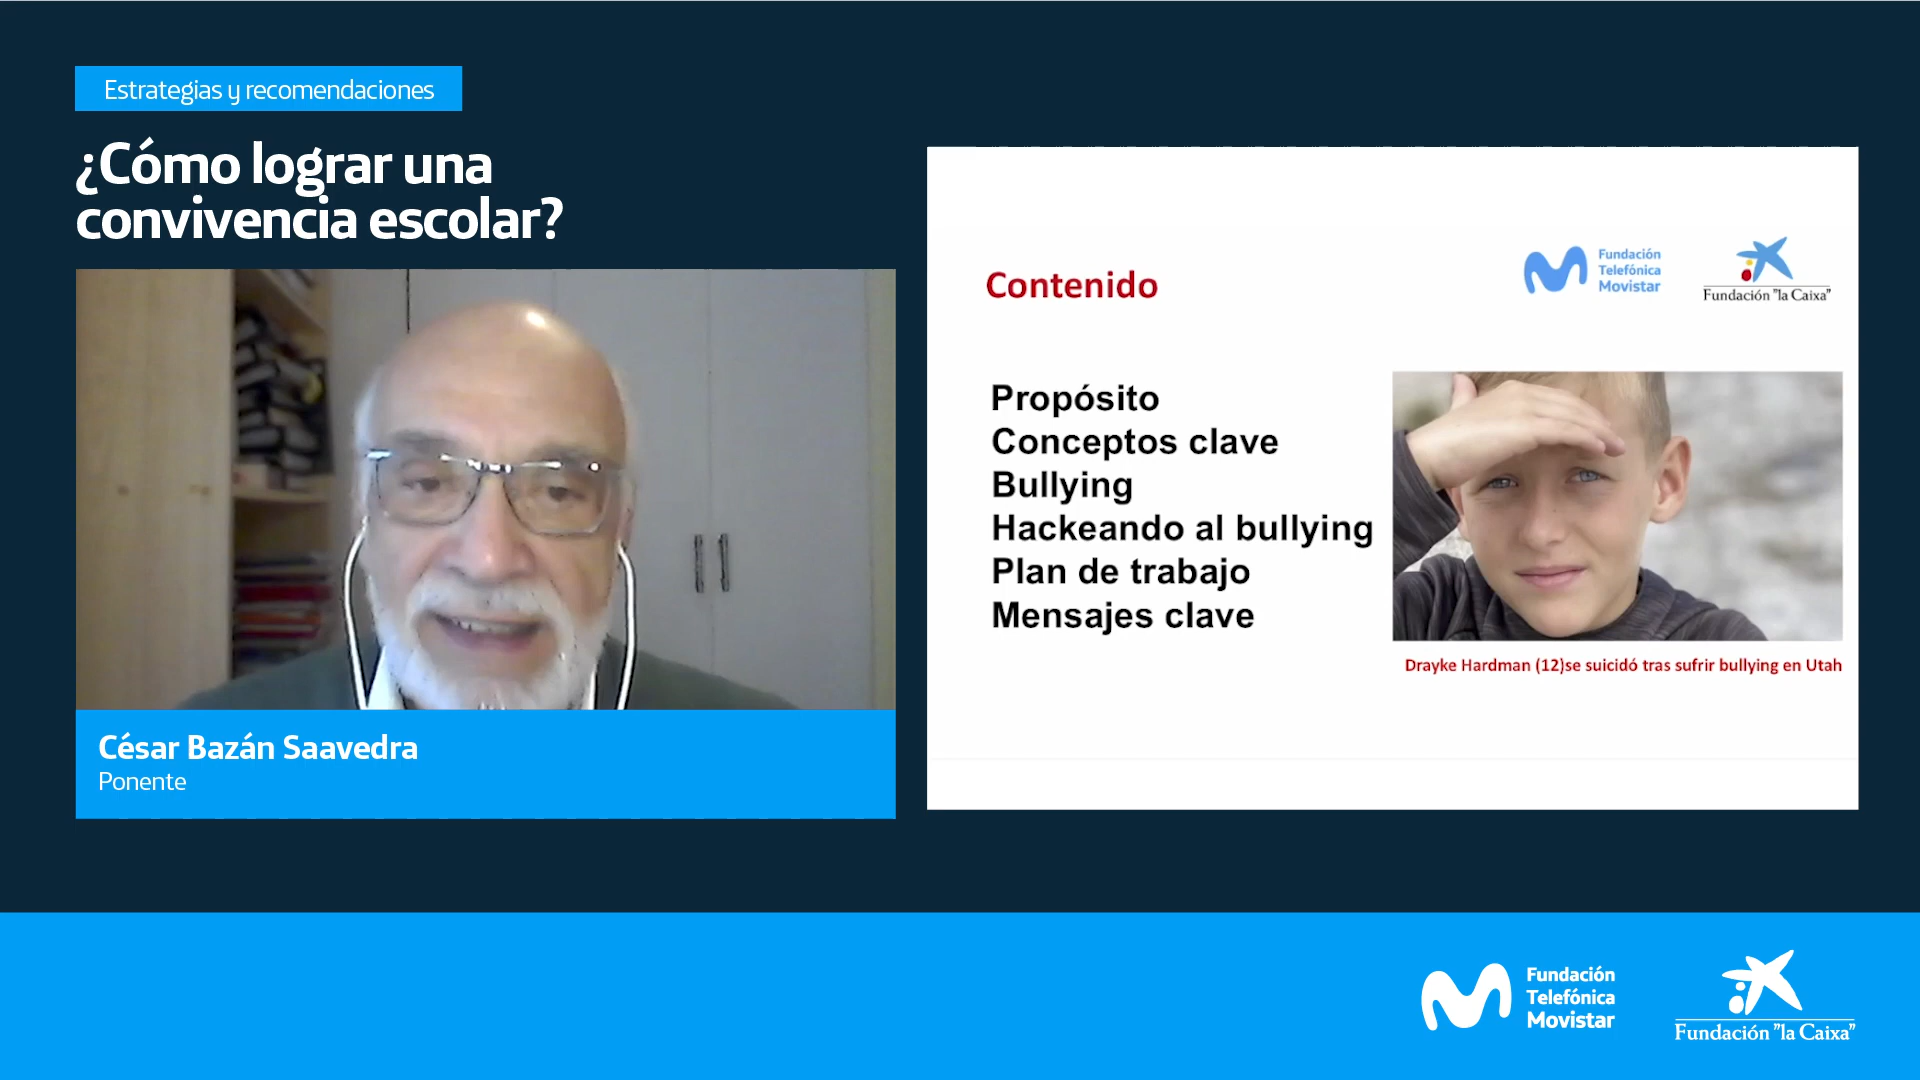 Estrategias y recomendaciones
¿Cómo lograr una
convivencia escolar?
César Bazán Saavedra
Ponente
Contenido
Fundación
Telefónica
Movistar
Fundación "la Caixa"
Propósito
Conceptos clave
Bullying
Hackeando al bullying
Plan de trabajo
Mensajes clave
Drayke Hardman (12)se suicidó tras sufrir bullying en Utah
Fundación
Telefónica
Movistar
Fundación "la Caixa"